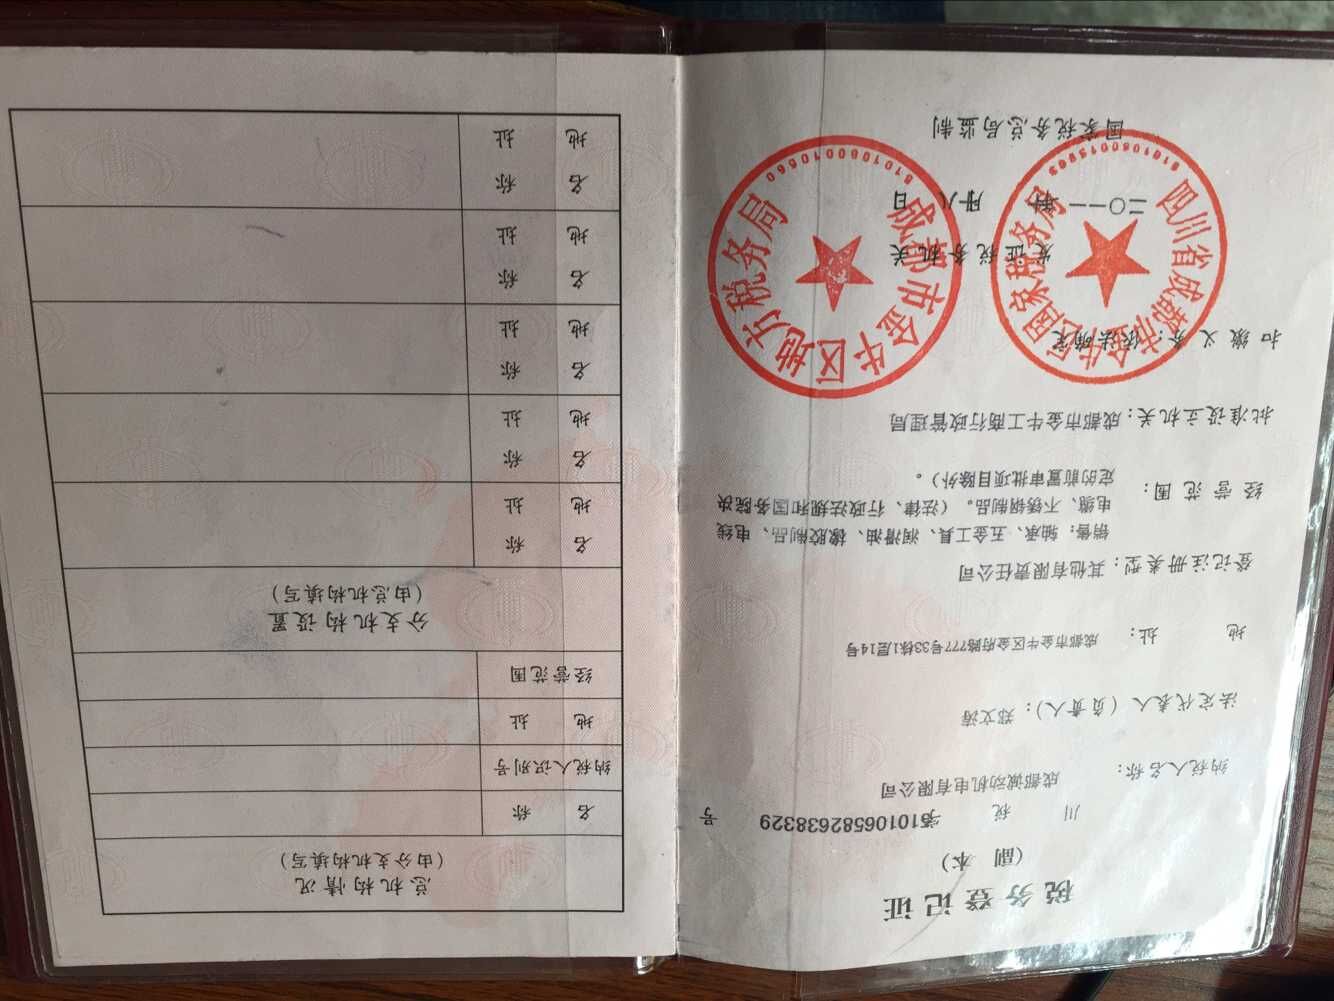 税务登记证
（副 本）
川 税 字510106582638329 号
纳税人名称： 成都诚动机电有限公司
法定代表人（负责人）：郑文涛
地 址： 成都市金牛区金府路777号33栋1层14号
登记注册类型：其他有限责任公司
经营范围： 销售：轴承、五金工具、润滑油、橡胶制品、电线
电缆、不锈钢制品。（法律、行政法规和国务院决
定的前置审批项目除外）。
批准设立机关：成都市金牛工商行政管理局
扣缴义务：依法确定
发证税务机关
二〇一一年 月八日
国家税务总局监制
四川省成都市金牛区国家税务局
5101060015963
成都市金牛区地方税务局
5101060010560
总机构情况
（由分支机构填写）
名 称
纳税人识别号
地 址
经营范围
分支机构设置
（由总机构填写）
名 称
地 址
名 称
地 址
名 称
地 址
名 称
地 址
名 称
地 址